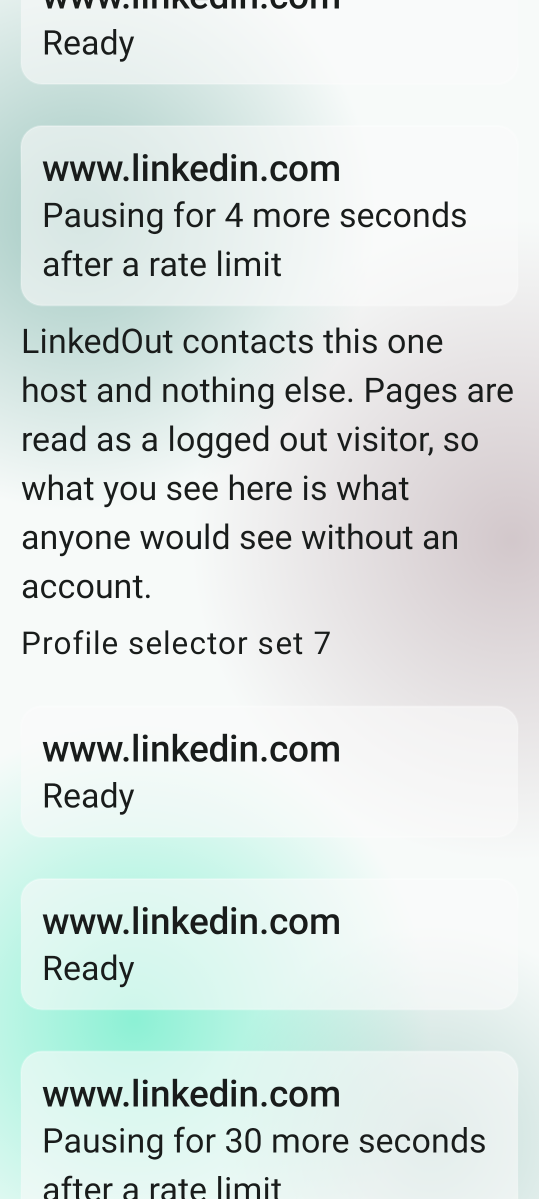 www.linkedin.com
Ready
www.linkedin.com
Pausing for 4 more seconds
after a rate limit
LinkedOut contacts this one
host and nothing else. Pages are
read as a logged out visitor, so
what you see here is what
anyone would see without an
account.
Profile selector set 7
www.linkedin.com
Ready
www.linkedin.com
Ready
www.linkedin.com
Pausing for 30 more seconds
after a rate limit